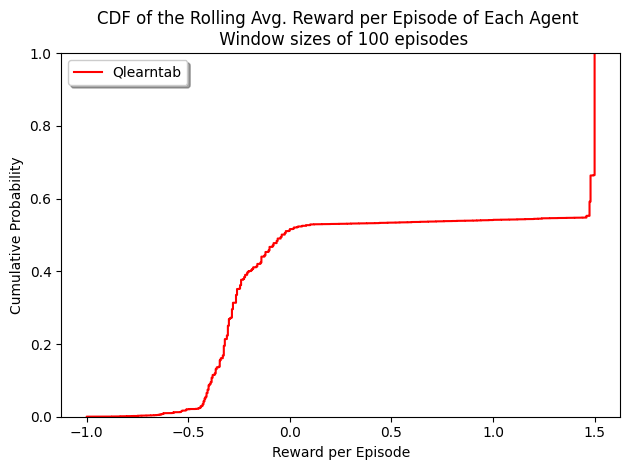 CDF of the Rolling Avg. Reward per Episode of Each Agent
Window sizes of 100 episodes
Qlearntab
1.0
0.8
0.6
0.4
0.2
0.0
Cumulative Probability
−1.0 −0.5 0.0 0.5 1.0 1.5
Reward per Episode